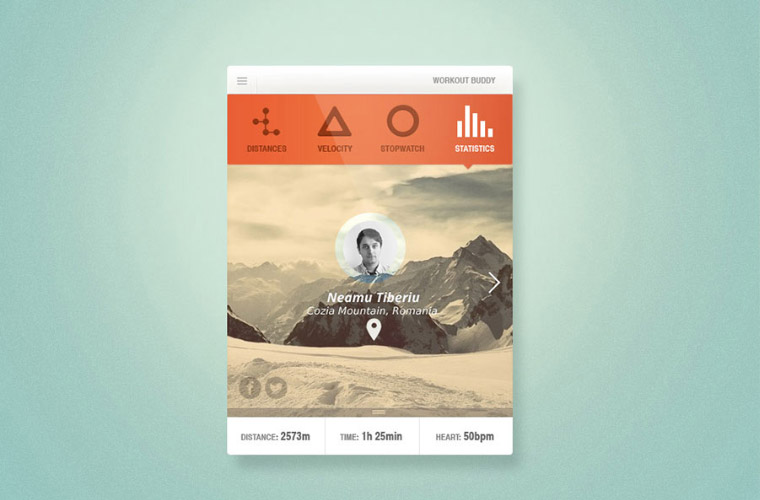 WORKOUT BUDDY
DISTANCES VELOCITY STOPWATCH STATISTICS
Neamu Tiberiu
Cozia Mountain, Romania
DISTANCE: 2573m TIME: 1h 25min HEART: 50bpm